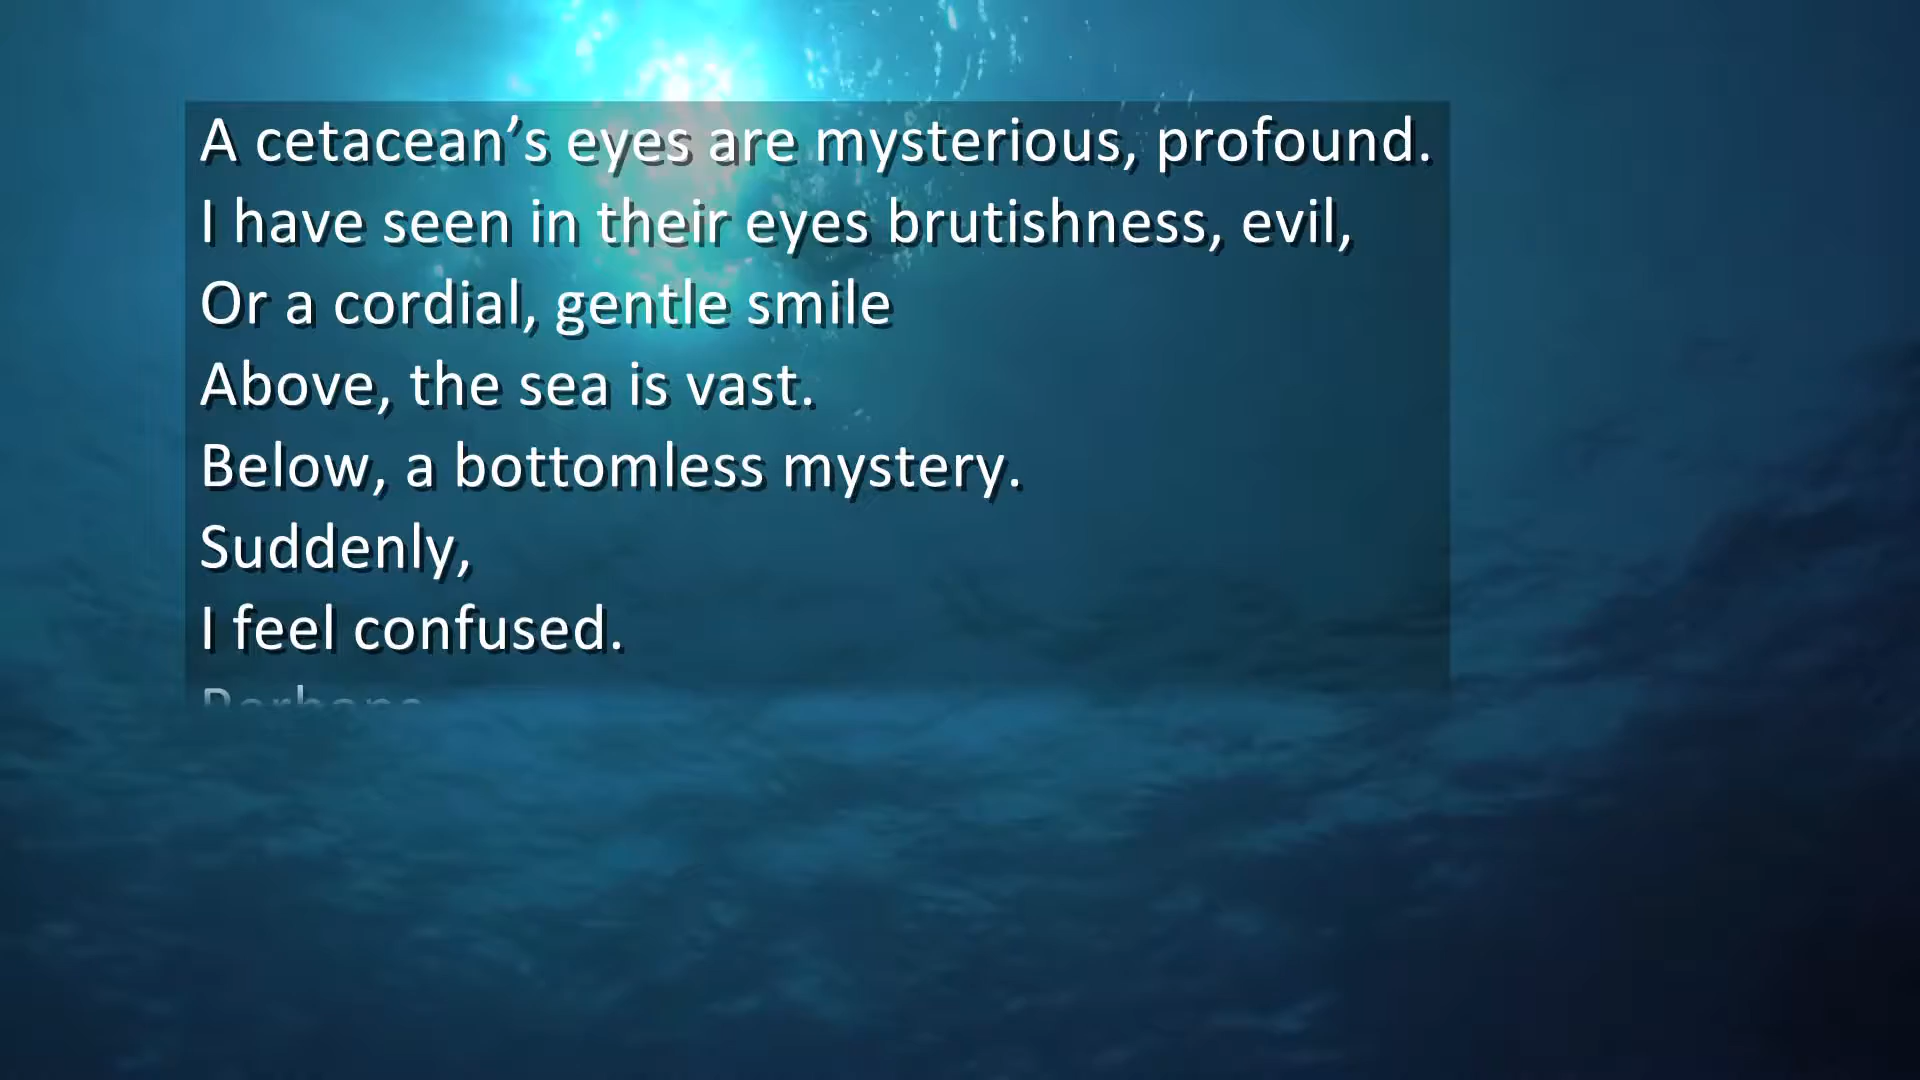 A cetacean’s eyes are mysterious, profound.
I have seen in their eyes brutishness, evil,
Or a cordial, gentle smile
Above, the sea is vast.
Below, a bottomless mystery.
Suddenly,
I feel confused.
Perhaps